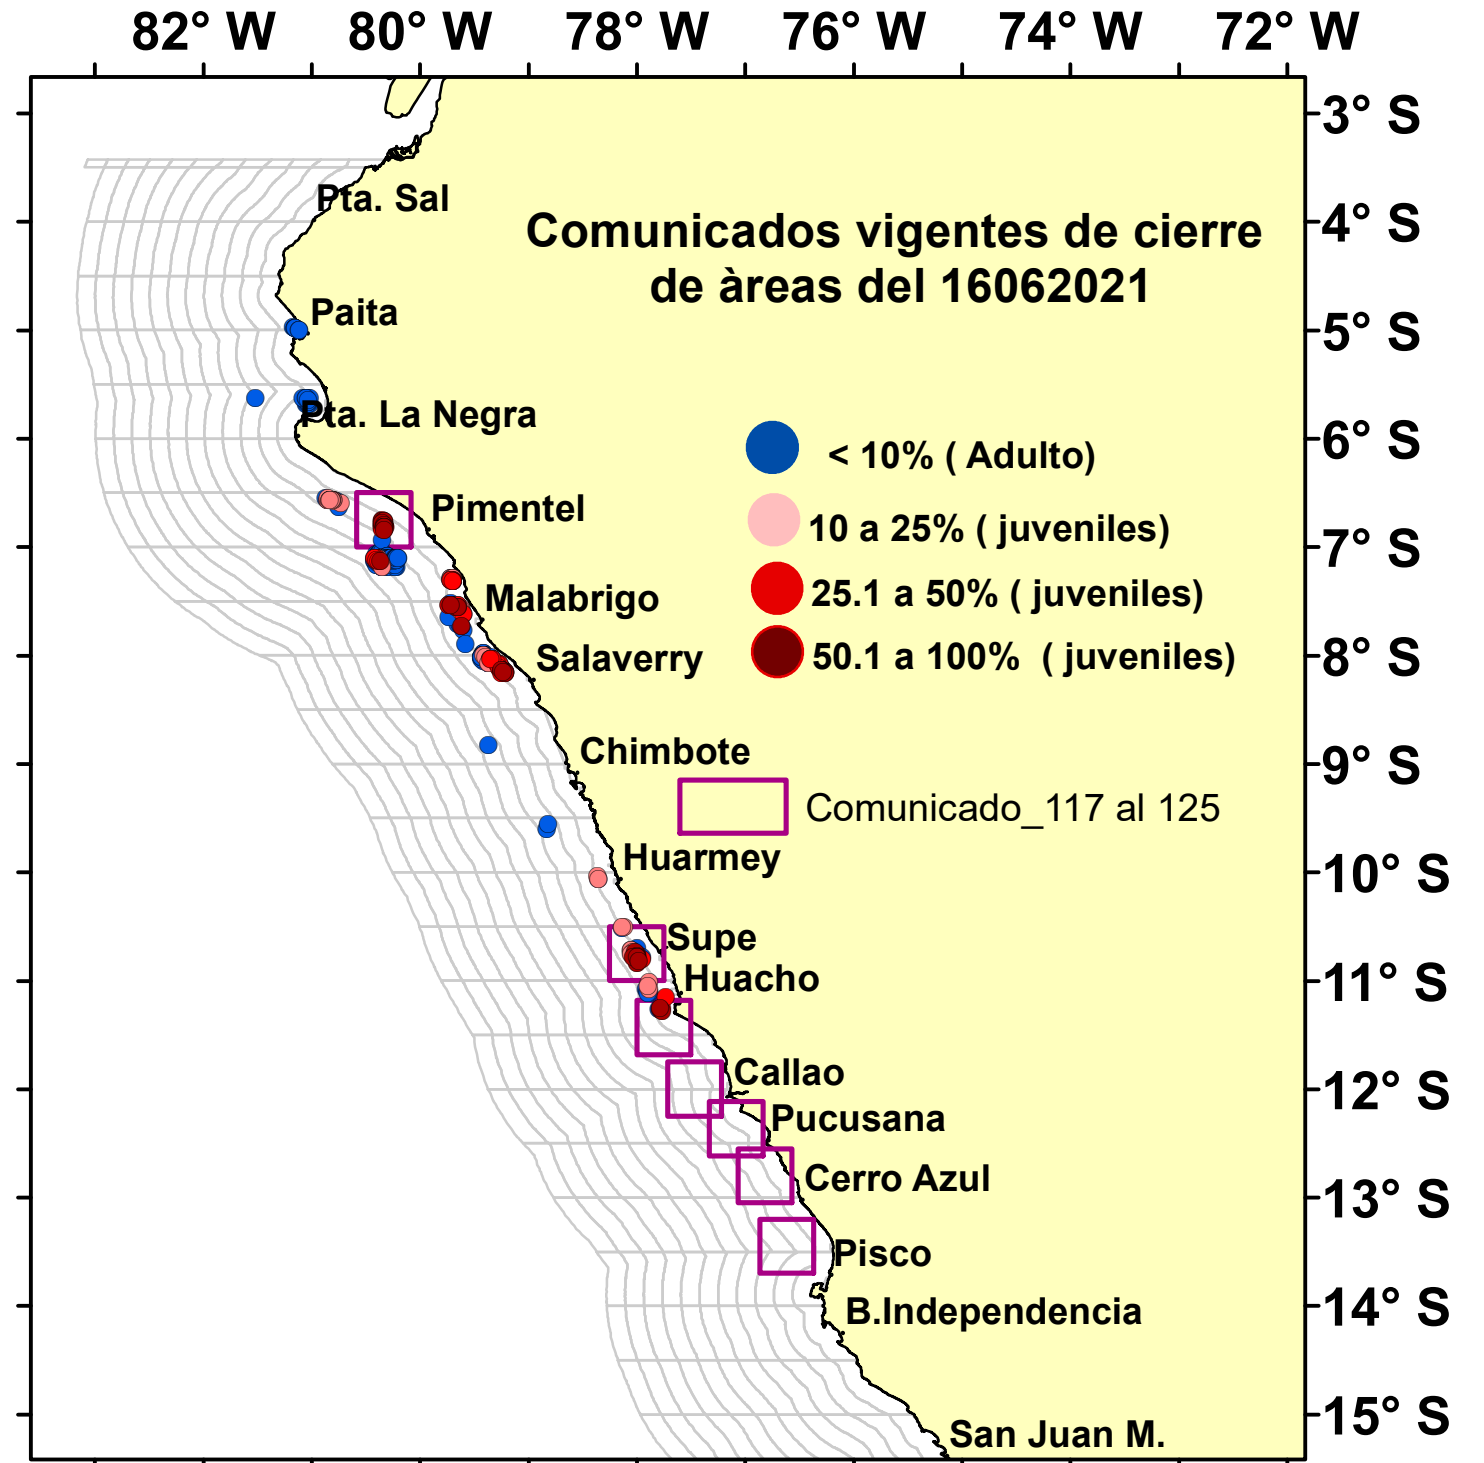 82° W 80° W 78° W 76° W 74° W 72° W
3° S
Pta. Sal
4° S
Comunicados vigentes de cierre
de àreas del 16062021
Paita
5° S
Pta. La Negra
6° S
< 10% ( Adulto)
Pimentel
10 a 25% ( juveniles)
7° S
Malabrigo
25.1 a 50% ( juveniles)
Salaverry
50.1 a 100% ( juveniles)
8° S
Chimbote
9° S
Comunicado_117 al 125
Huarmey
10° S
Supe
Huacho
11° S
Callao
12° S
Pucusana
Cerro Azul
13° S
Pisco
B.Independencia
14° S
15° S
San Juan M.